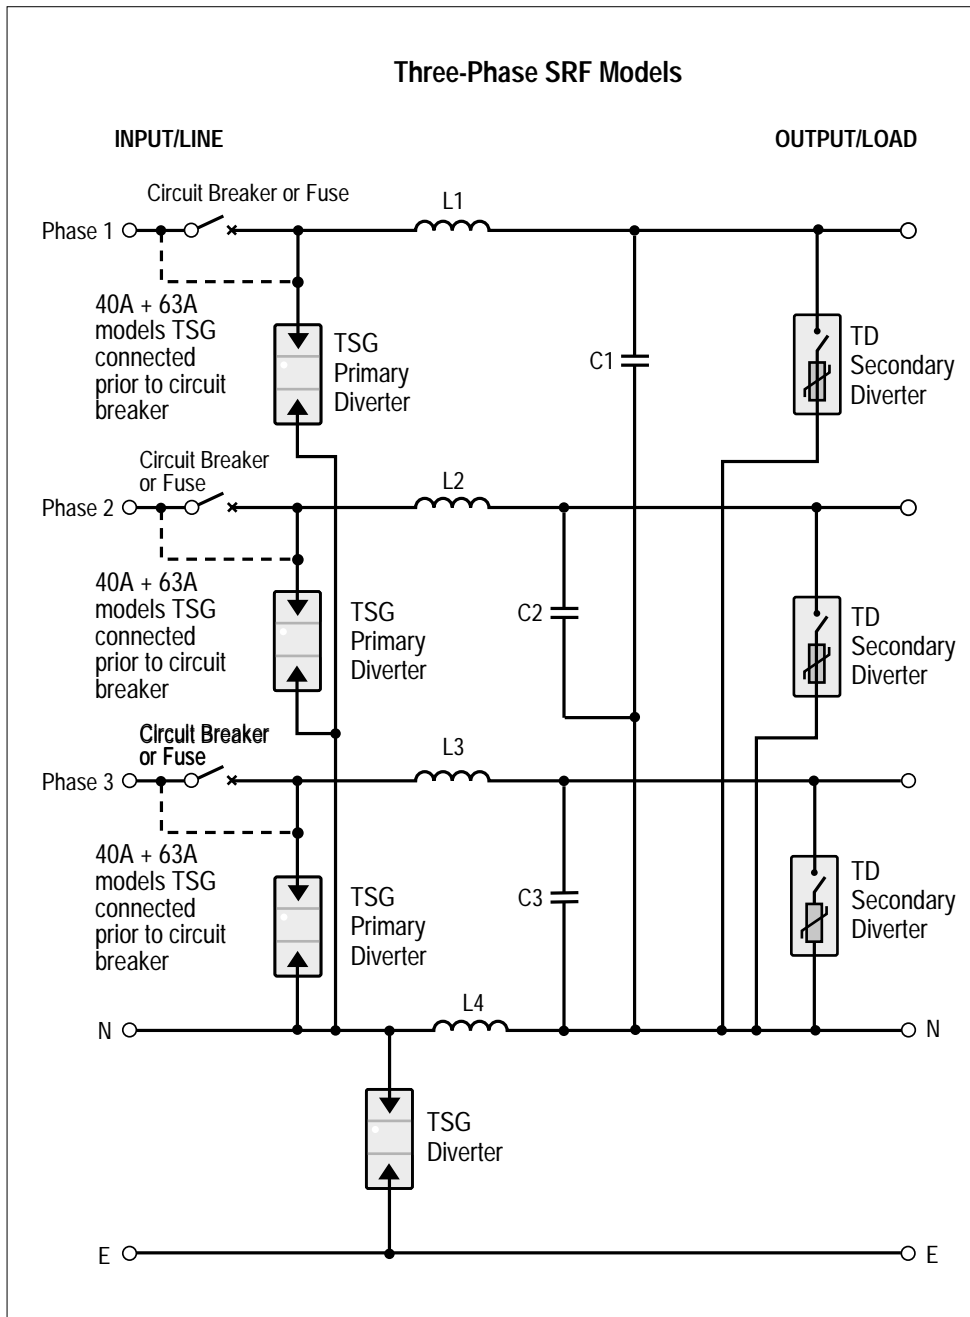 Three-Phase SRF Models
INPUT/LINE
OUTPUT/LOAD
Circuit Breaker or Fuse
L1
Phase 1
40A + 63A
models TSG
connected
prior to circuit
breaker
TSG
Primary
Diverter
C1
TD
Secondary
Diverter
Circuit Breaker
or Fuse
L2
Phase 2
40A + 63A
models TSG
connected
prior to circuit
breaker
TSG
Primary
Diverter
C2
TD
Secondary
Diverter
Circuit Breaker
or Fuse
L3
Phase 3
40A + 63A
models TSG
connected
prior to circuit
breaker
TSG
Primary
Diverter
C3
TD
Secondary
Diverter
L4
N
N
TSG
Diverter
E
E